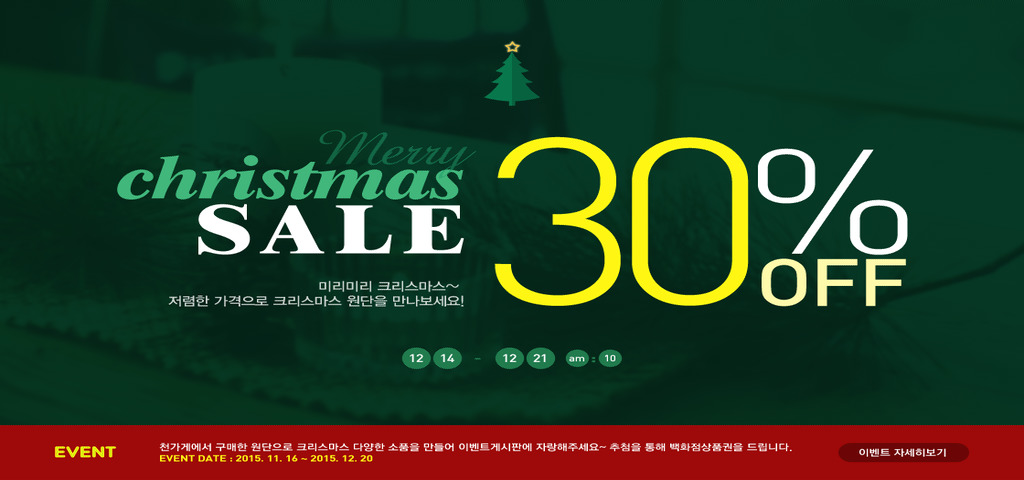 Merry
christmas
SALE
30%
OFF
미리미리 크리스마스~
저렴한 가격으로 크리스마스 원단을 만나보세요!
12 14 - 12 21 am : 10
EVENT
천가게에서 구매한 원단으로 크리스마스 다양한 소품을 만들어 이벤트게시판에 자랑해주세요~ 추첨을 통해 백화점상품권을 드립니다.
EVENT DATE : 2015. 11. 16 ~ 2015. 12. 20
이벤트 자세히보기